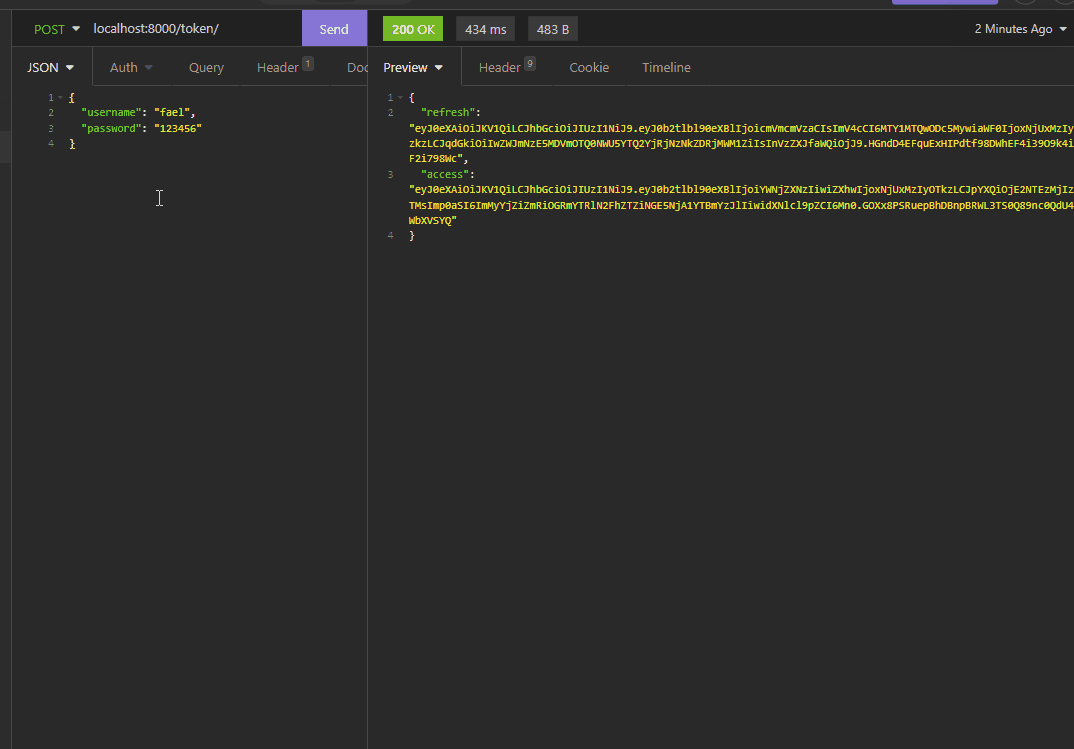 POST localhost:8000/token/ Send 200 OK 434 ms 483 B 2 Minutes Ago
JSON Auth Query Header 1 Doc Preview Header 9 Cookie Timeline
1 {
2 "username": "fael",
3 "password": "123456"
4 }
1 {
2 "refresh":
"eyJ0eXAiOiJKV1QiLCJhbGciOiJIUzI1NiJ9.eyJ0b2tlbl90eXBlIjoicmVmcmVzaCIsImV4cCI6MTY1MTQwODc5MywiaWF0IjoxNjUxMzIy
zkzLCJqdGkiOiIwZWJmNzE5MDVmOTQ0NWU5YTQ2YjRjNzNkZDRjMWM1ZiIsInVzZXJfaWQiOjJ9.HGndD4EFquExHIPdtf98DWhEF4i39O9k4i
F2i798Wc",
3 "access":
"eyJ0eXAiOiJKV1QiLCJhbGciOiJIUzI1NiJ9.eyJ0b2tlbl90eXBlIjoiYWNjZXNzIiwiZXhwIjoxNjUxMzIyOTkzLCJpYXQiOjE2NTEzMjIz
TMsImp0aSI6ImMyYjZiZmRiOGRmYTRlN2FhZTZiNGE5NjA1YTBmYzJlIiwidXNlcl9pZCI6Mn0.GOXx8PSRuepBhDBnpBRWL3TS0Q89nc0QdU4
WbXVSYQ"
4 }